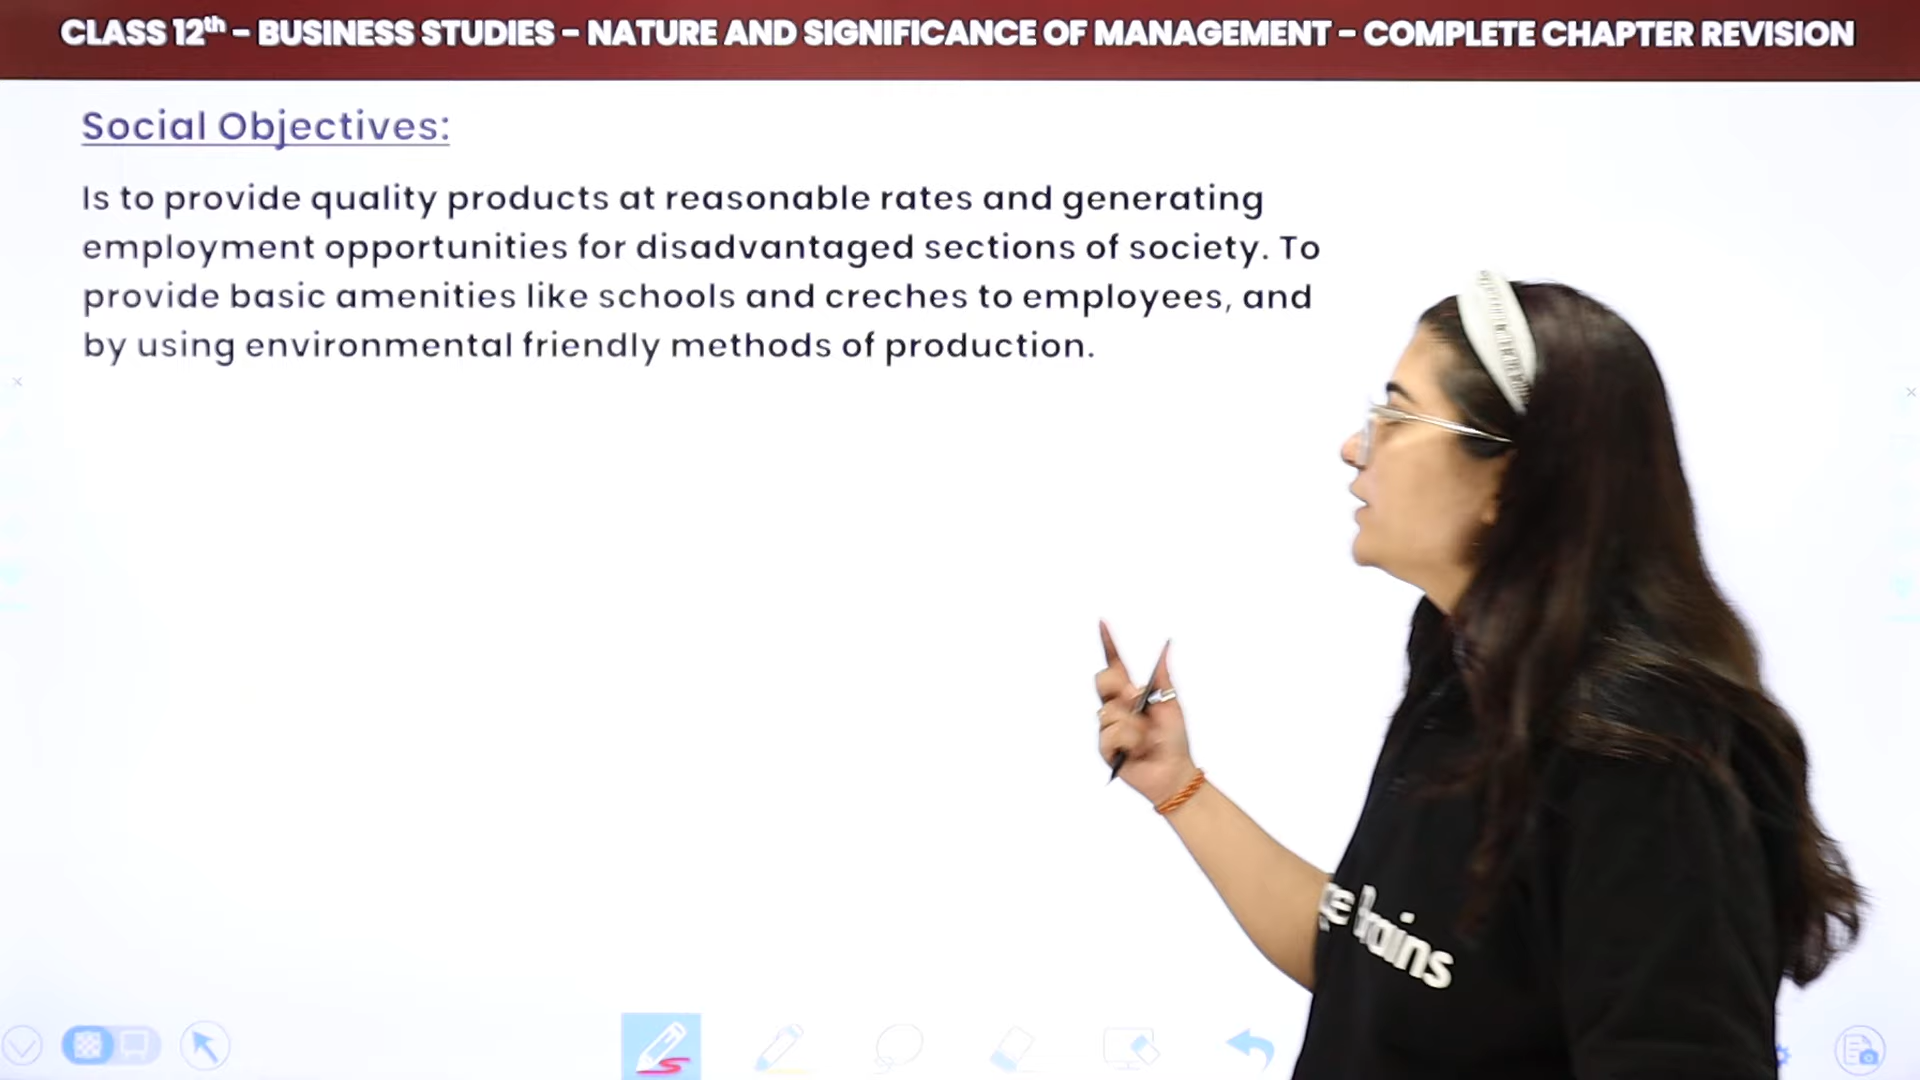 CLASS 12th – BUSINESS STUDIES – NATURE AND SIGNIFICANCE OF MANAGEMENT – COMPLETE CHAPTER REVISION
Social Objectives:
Is to provide quality products at reasonable rates and generating
employment opportunities for disadvantaged sections of society. To
provide basic amenities like schools and creches to employees, and
by using environmental friendly methods of production.
Brains